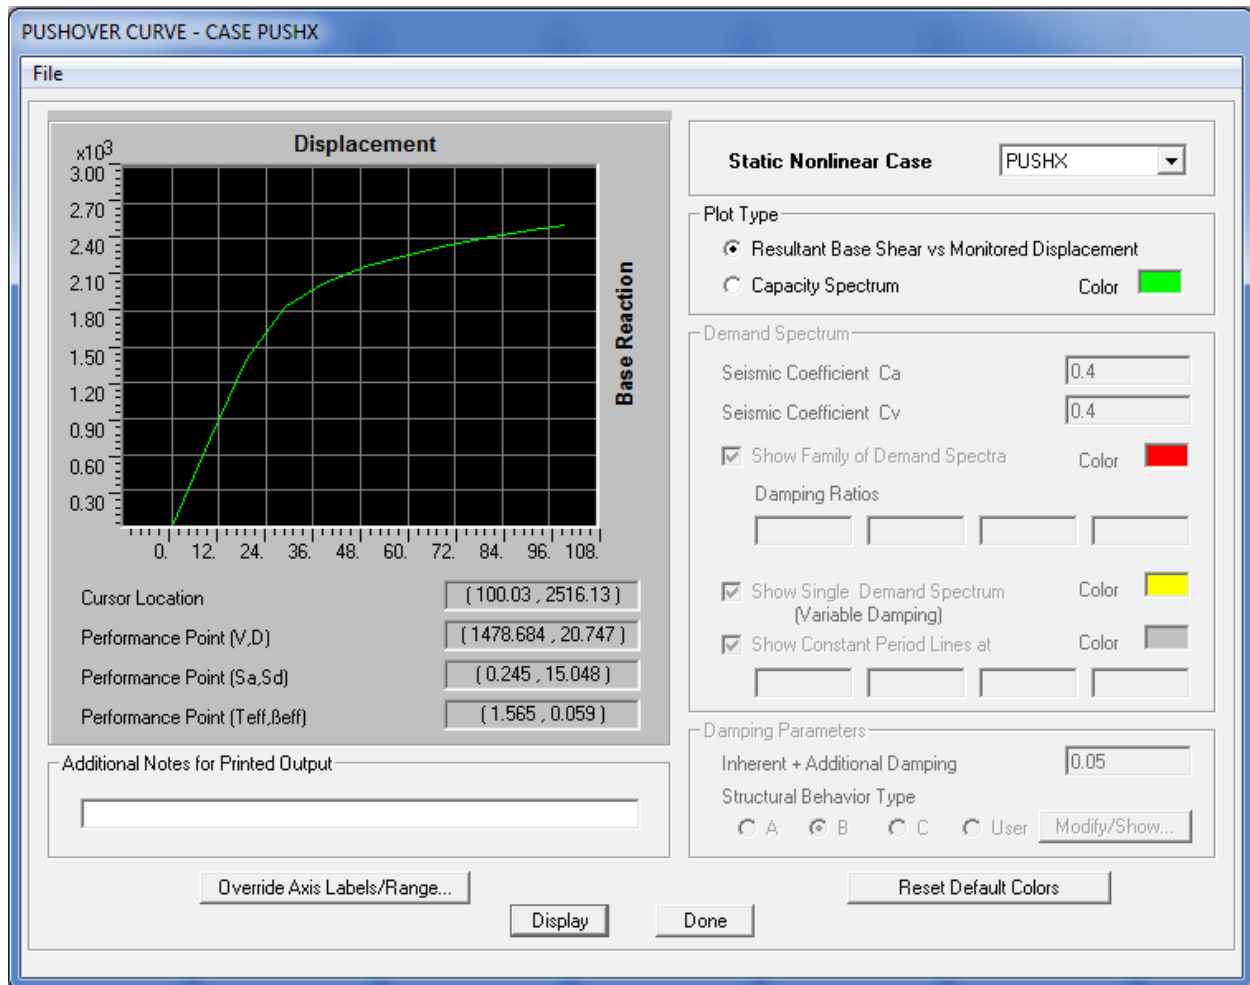 PUSHOVER CURVE - CASE PUSHX
File
Displacement
x103
3.00
2.70
2.40
2.10
1.80
1.50
1.20
0.90
0.60
0.30
Base Reaction
0. 12. 24. 36. 48. 60. 72. 84. 96. 108.
Cursor Location ( 100.03 , 2516.13 )
Performance Point (V,D) ( 1478.684 , 20.747 )
Performance Point (Sa,Sd) ( 0.245 , 15.048 )
Performance Point (Teff,ßeff) ( 1.565 , 0.059 )
Additional Notes for Printed Output
Override Axis Labels/Range...
Static Nonlinear Case PUSHX
Plot Type
Resultant Base Shear vs Monitored Displacement
Capacity Spectrum Color
Demand Spectrum
Seismic Coefficient Ca 0.4
Seismic Coefficient Cv 0.4
Show Family of Demand Spectra Color
Damping Ratios
Show Single Demand Spectrum Color
(Variable Damping)
Show Constant Period Lines at Color
Damping Parameters
Inherent + Additional Damping 0.05
Structural Behavior Type
A B C User Modify/Show...
Reset Default Colors
Display Done